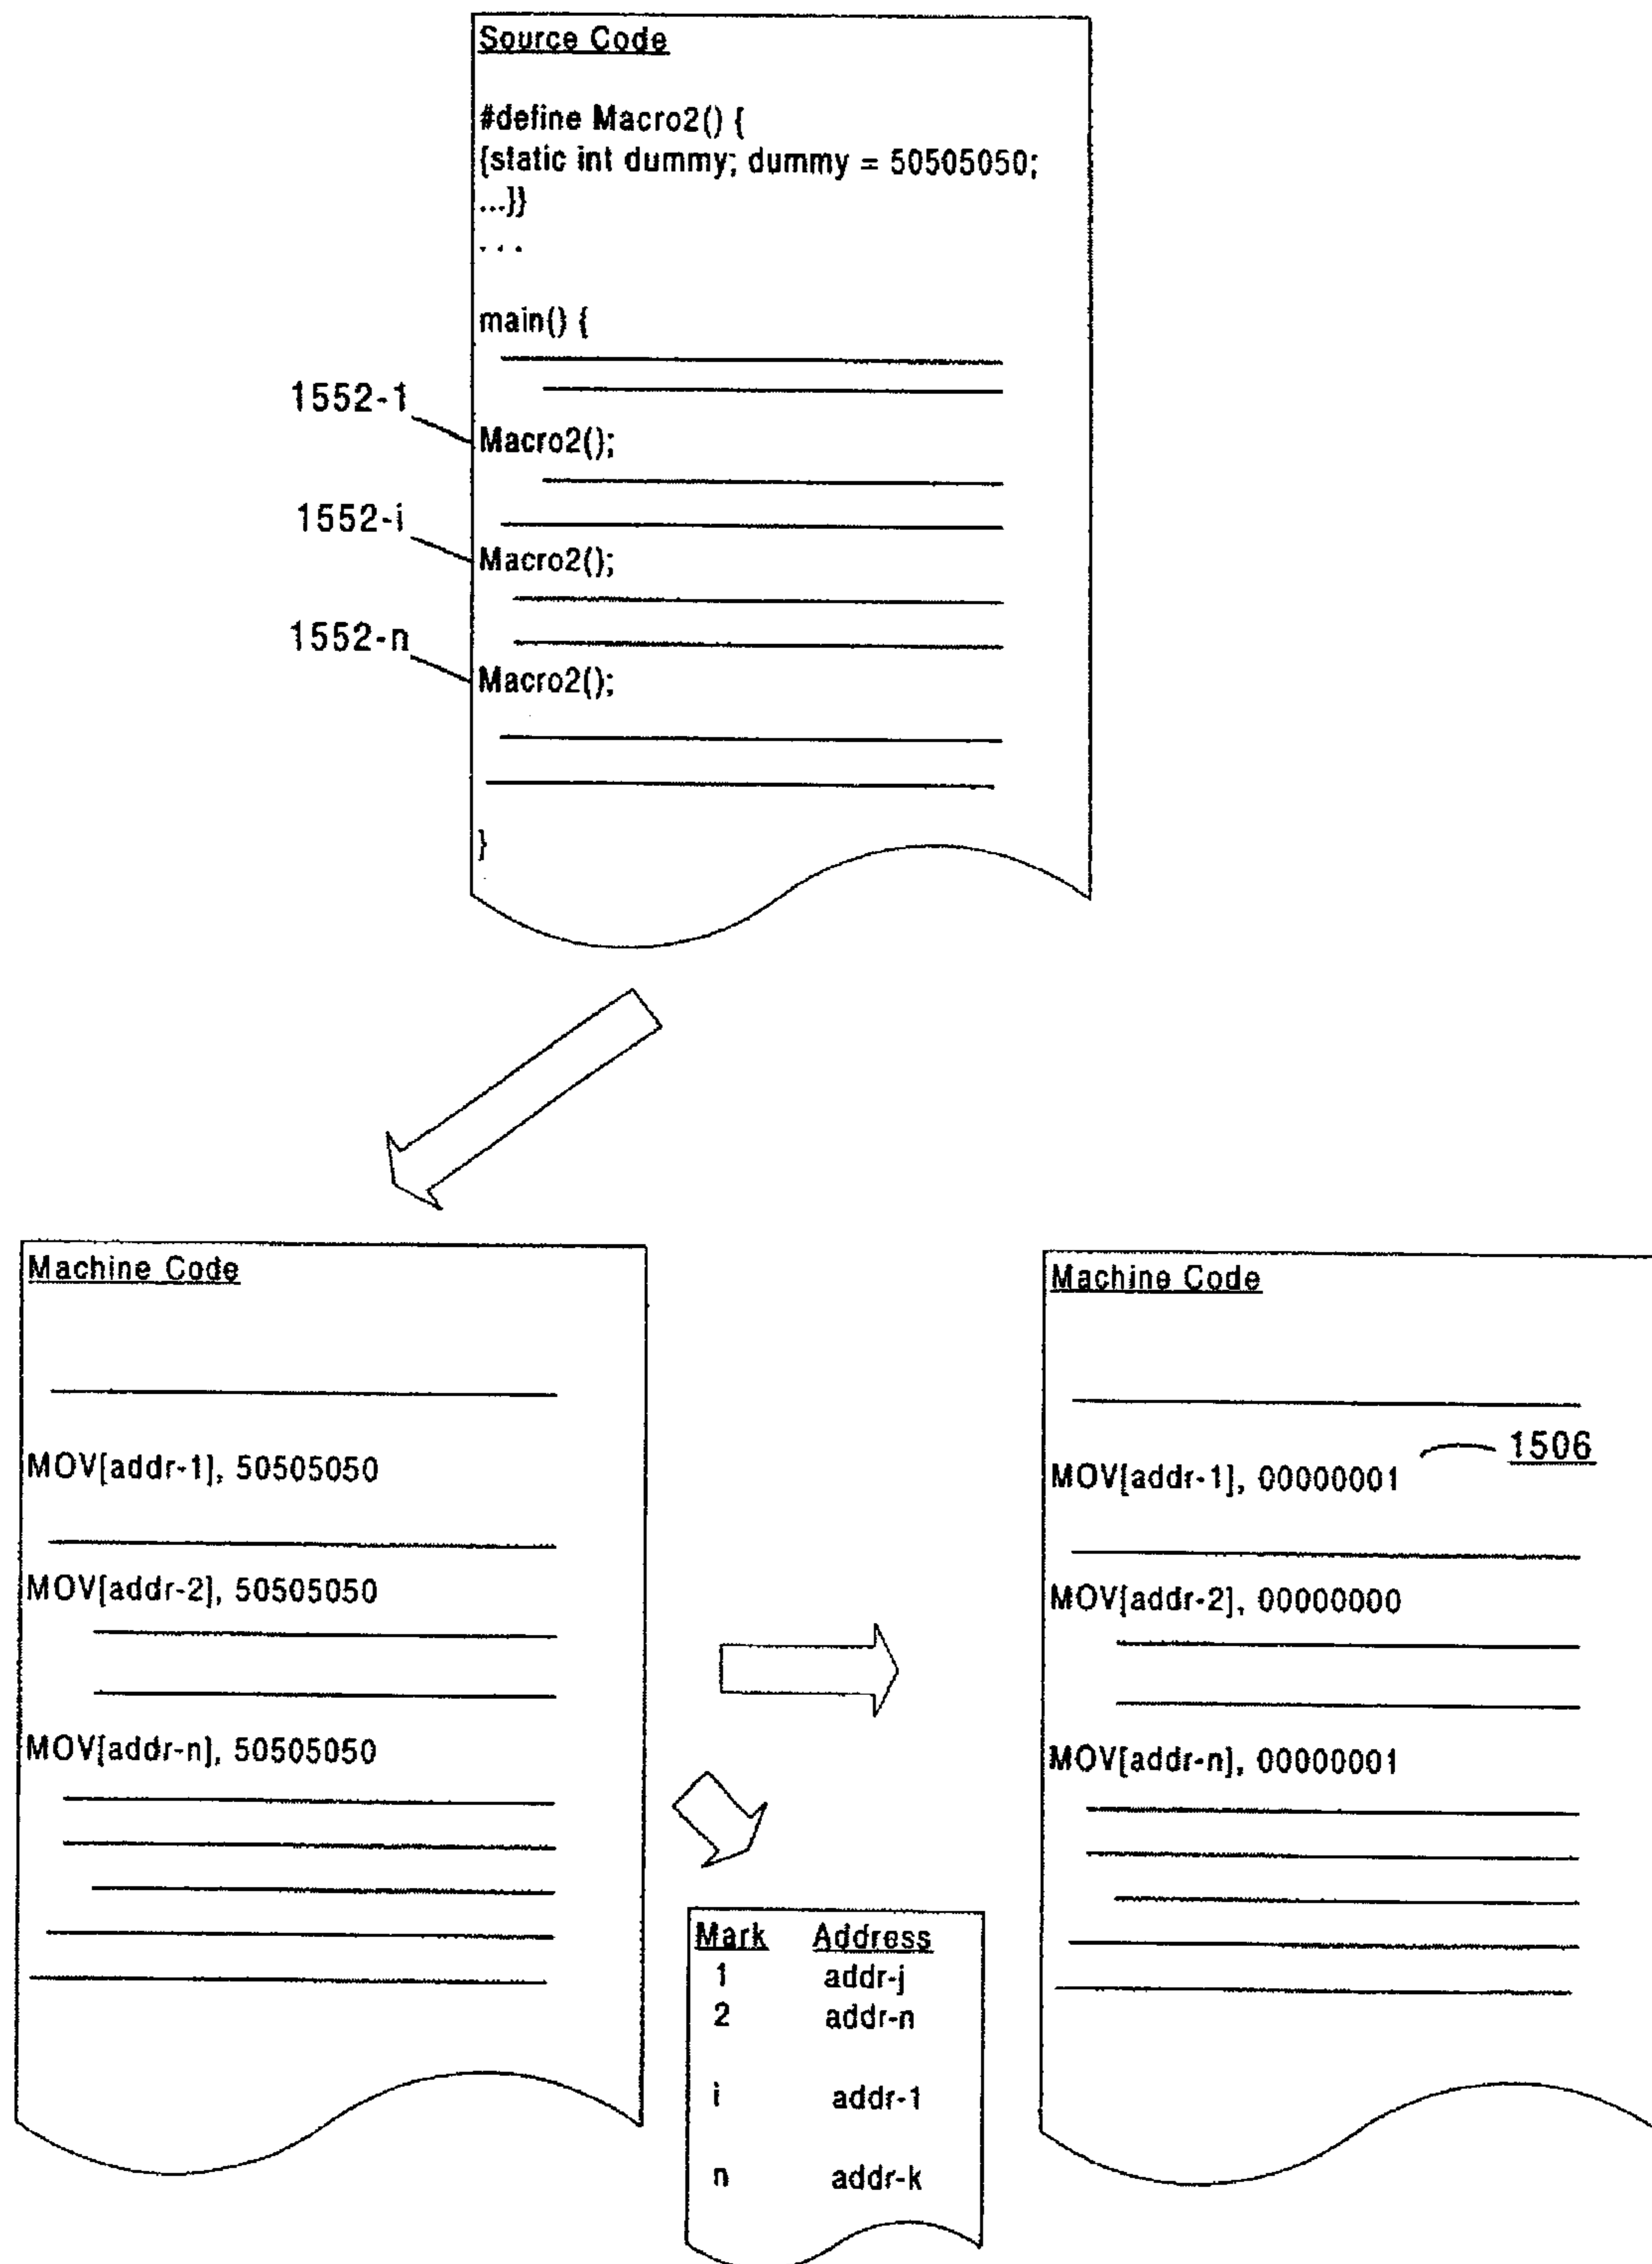 Source Code
#define Macro2() {
{static int dummy; dummy = 50505050;
...}}
. . .
main() {
1552-1
Macro2();
1552-i
Macro2();
1552-n
Macro2();
}
Machine Code
MOV[addr-1], 50505050
MOV[addr-2], 50505050
MOV[addr-n], 50505050
Machine Code
1506
MOV[addr-1], 00000001
MOV[addr-2], 00000000
MOV[addr-n], 00000001
Mark Address
1 addr-j
2 addr-n
i addr-1
n addr-k